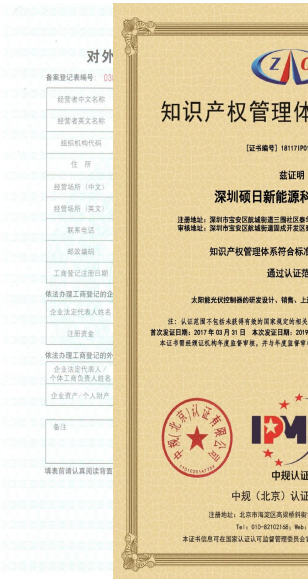 对外
备案登记表编号：03
经营者中文名称
经营者英文名称
组织机构代码
住 所
经营场所（中文）
经营场所（英文）
联系电话
邮政编码
工商登记注册日期
依法办理工商登记的企
企业法定代表人姓名
注册资金
依法办理工商登记的外
企业法定代表人/
个体工商负责人姓名
企业资产/个人财产
备注
填表前请认真阅读背面
知识产权管理体
[证书编号] 18117IP0
兹证明
深圳硕日新能源科
注册地址：深圳市宝安区航城街道三围社区泰华
审核地址：深圳市宝安区航城街道固戍开发区
知识产权管理体系符合标准
通过认证范
太阳能光伏控制器的研发设计、销售、上
注：认证范围不包括未获得有效的国家规定的相关
首次发证日期：2017 年 03 月 31 日 本次发证日期：2019
本证书需经颁证机构年度监督审核，并与年度监督审
中规（北京）认证有限公司
IPM
中规认证
中规（北京）认证
注册地址：北京市海淀区高梁桥斜街
Tel：010-82102168；Web：
本证书信息可在国家认证认可监督管理委员会官